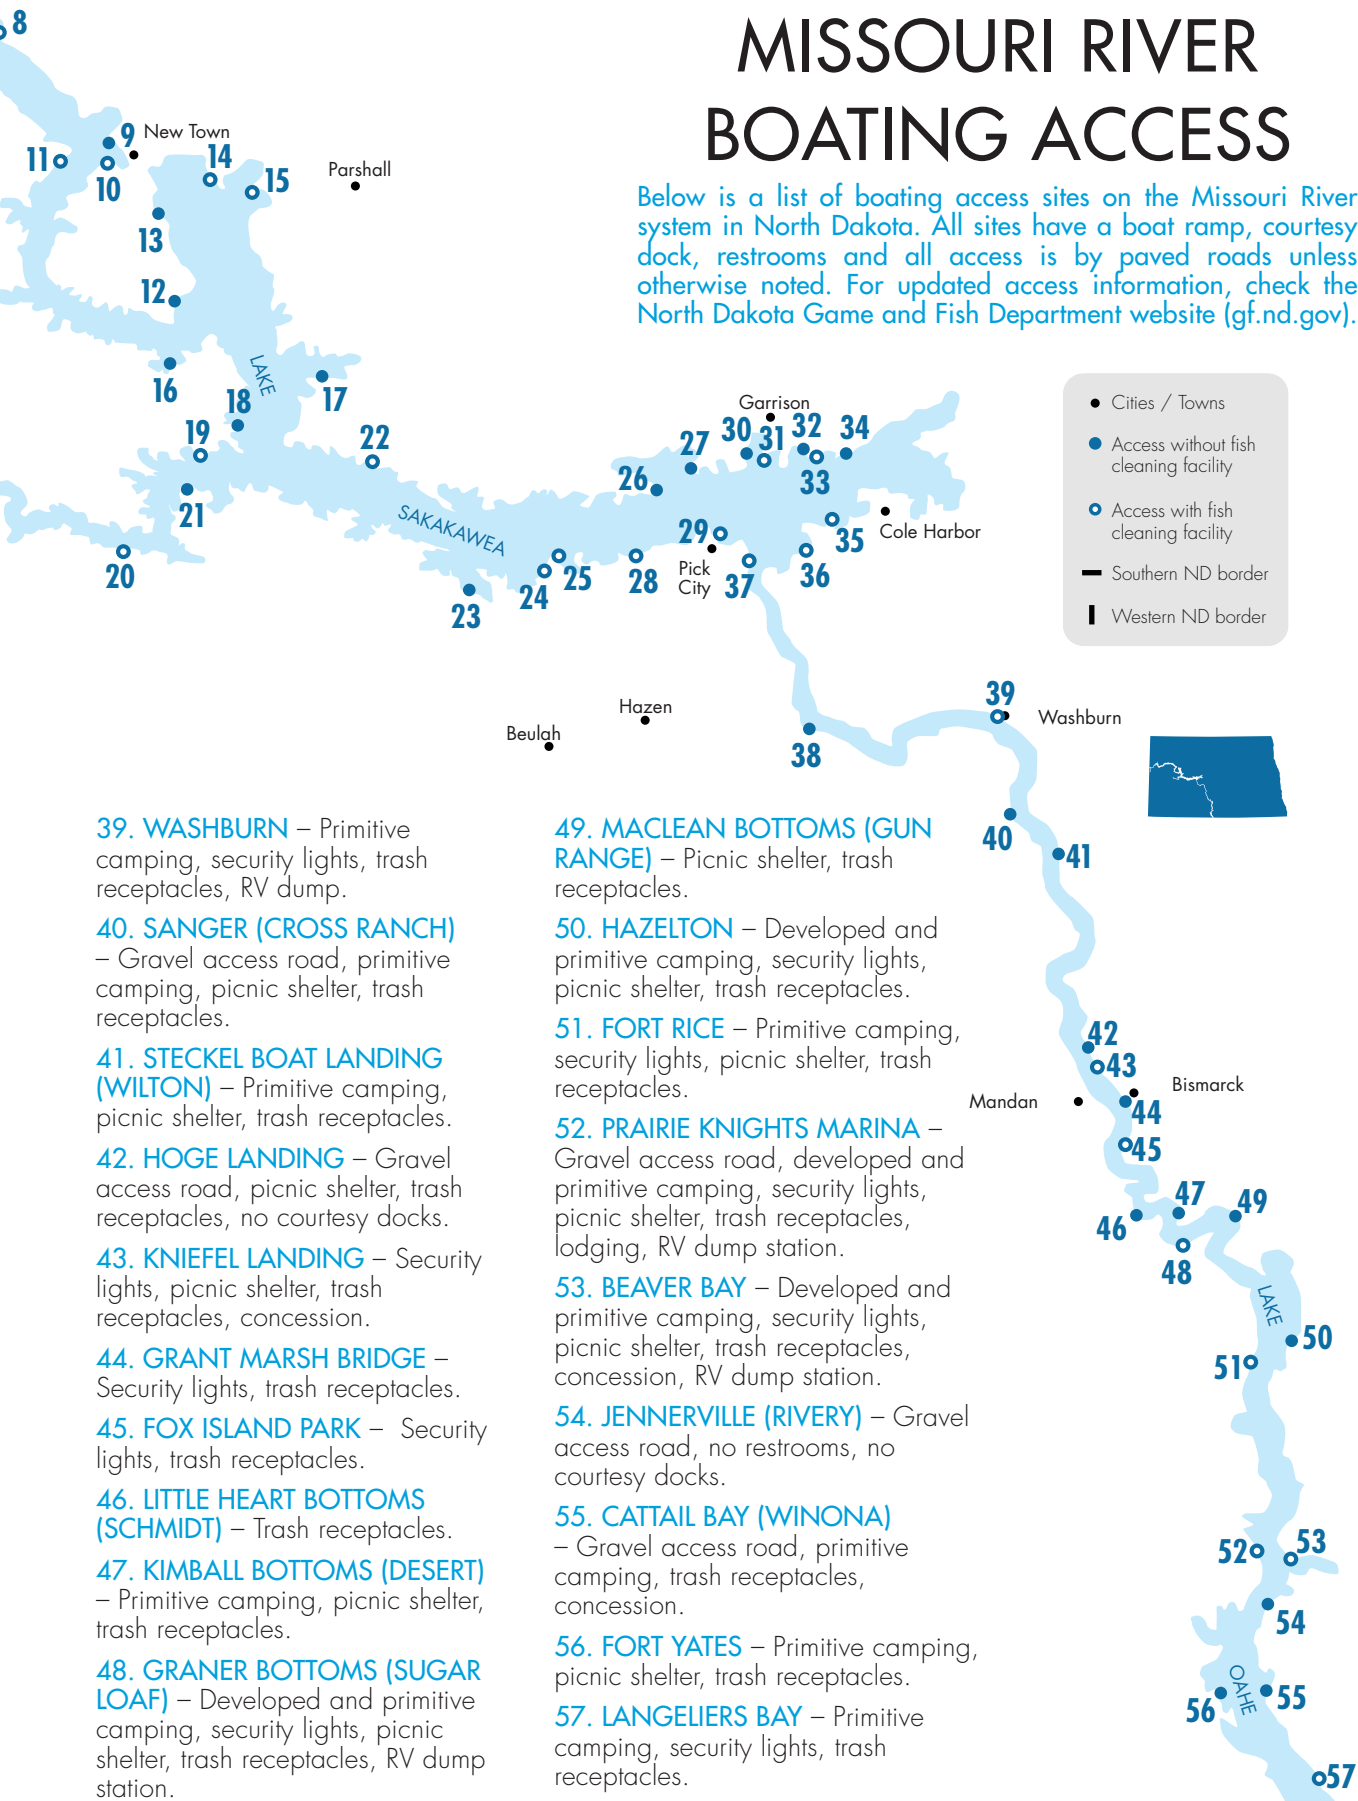 MISSOURI RIVER
BOATING ACCESS
Below is a list of boating access sites on the Missouri River
system in North Dakota. All sites have a boat ramp, courtesy
dock, restrooms and all access is by paved roads unless
otherwise noted. For updated access information, check the
North Dakota Game and Fish Department website (gf.nd.gov).
8
9
New Town
11
10
14
15
Parshall
13
12
16
LAKE
17
18
19
22
21
20
SAKAKAWEA
23
24
25
26
27
28
29
Pick
City
Garrison
30
31
32
33
34
35
Cole Harbor
36
37
Cities / Towns
Access without fish
cleaning facility
Access with fish
cleaning facility
Southern ND border
Western ND border
Hazen
Beulah
38
39
Washburn
40
41
42
43
Bismarck
Mandan
44
45
46
47
49
48
LAKE
50
51
52
53
54
OAHE
56
55
57
39. WASHBURN – Primitive
camping, security lights, trash
receptacles, RV dump.
40. SANGER (CROSS RANCH)
– Gravel access road, primitive
camping, picnic shelter, trash
receptacles.
41. STECKEL BOAT LANDING
(WILTON) – Primitive camping,
picnic shelter, trash receptacles.
42. HOGE LANDING – Gravel
access road, picnic shelter, trash
receptacles, no courtesy docks.
43. KNIEFEL LANDING – Security
lights, picnic shelter, trash
receptacles, concession.
44. GRANT MARSH BRIDGE –
Security lights, trash receptacles.
45. FOX ISLAND PARK – Security
lights, trash receptacles.
46. LITTLE HEART BOTTOMS
(SCHMIDT) – Trash receptacles.
47. KIMBALL BOTTOMS (DESERT)
– Primitive camping, picnic shelter,
trash receptacles.
48. GRANER BOTTOMS (SUGAR
LOAF) – Developed and primitive
camping, security lights, picnic
shelter, trash receptacles, RV dump
station.
49. MACLEAN BOTTOMS (GUN
RANGE) – Picnic shelter, trash
receptacles.
50. HAZELTON – Developed and
primitive camping, security lights,
picnic shelter, trash receptacles.
51. FORT RICE – Primitive camping,
security lights, picnic shelter, trash
receptacles.
52. PRAIRIE KNIGHTS MARINA –
Gravel access road, developed and
primitive camping, security lights,
picnic shelter, trash receptacles,
lodging, RV dump station.
53. BEAVER BAY – Developed and
primitive camping, security lights,
picnic shelter, trash receptacles,
concession, RV dump station.
54. JENNERVILLE (RIVERY) – Gravel
access road, no restrooms, no
courtesy docks.
55. CATTAIL BAY (WINONA)
– Gravel access road, primitive
camping, trash receptacles,
concession.
56. FORT YATES – Primitive camping,
picnic shelter, trash receptacles.
57. LANGELIERS BAY – Primitive
camping, security lights, trash
receptacles.